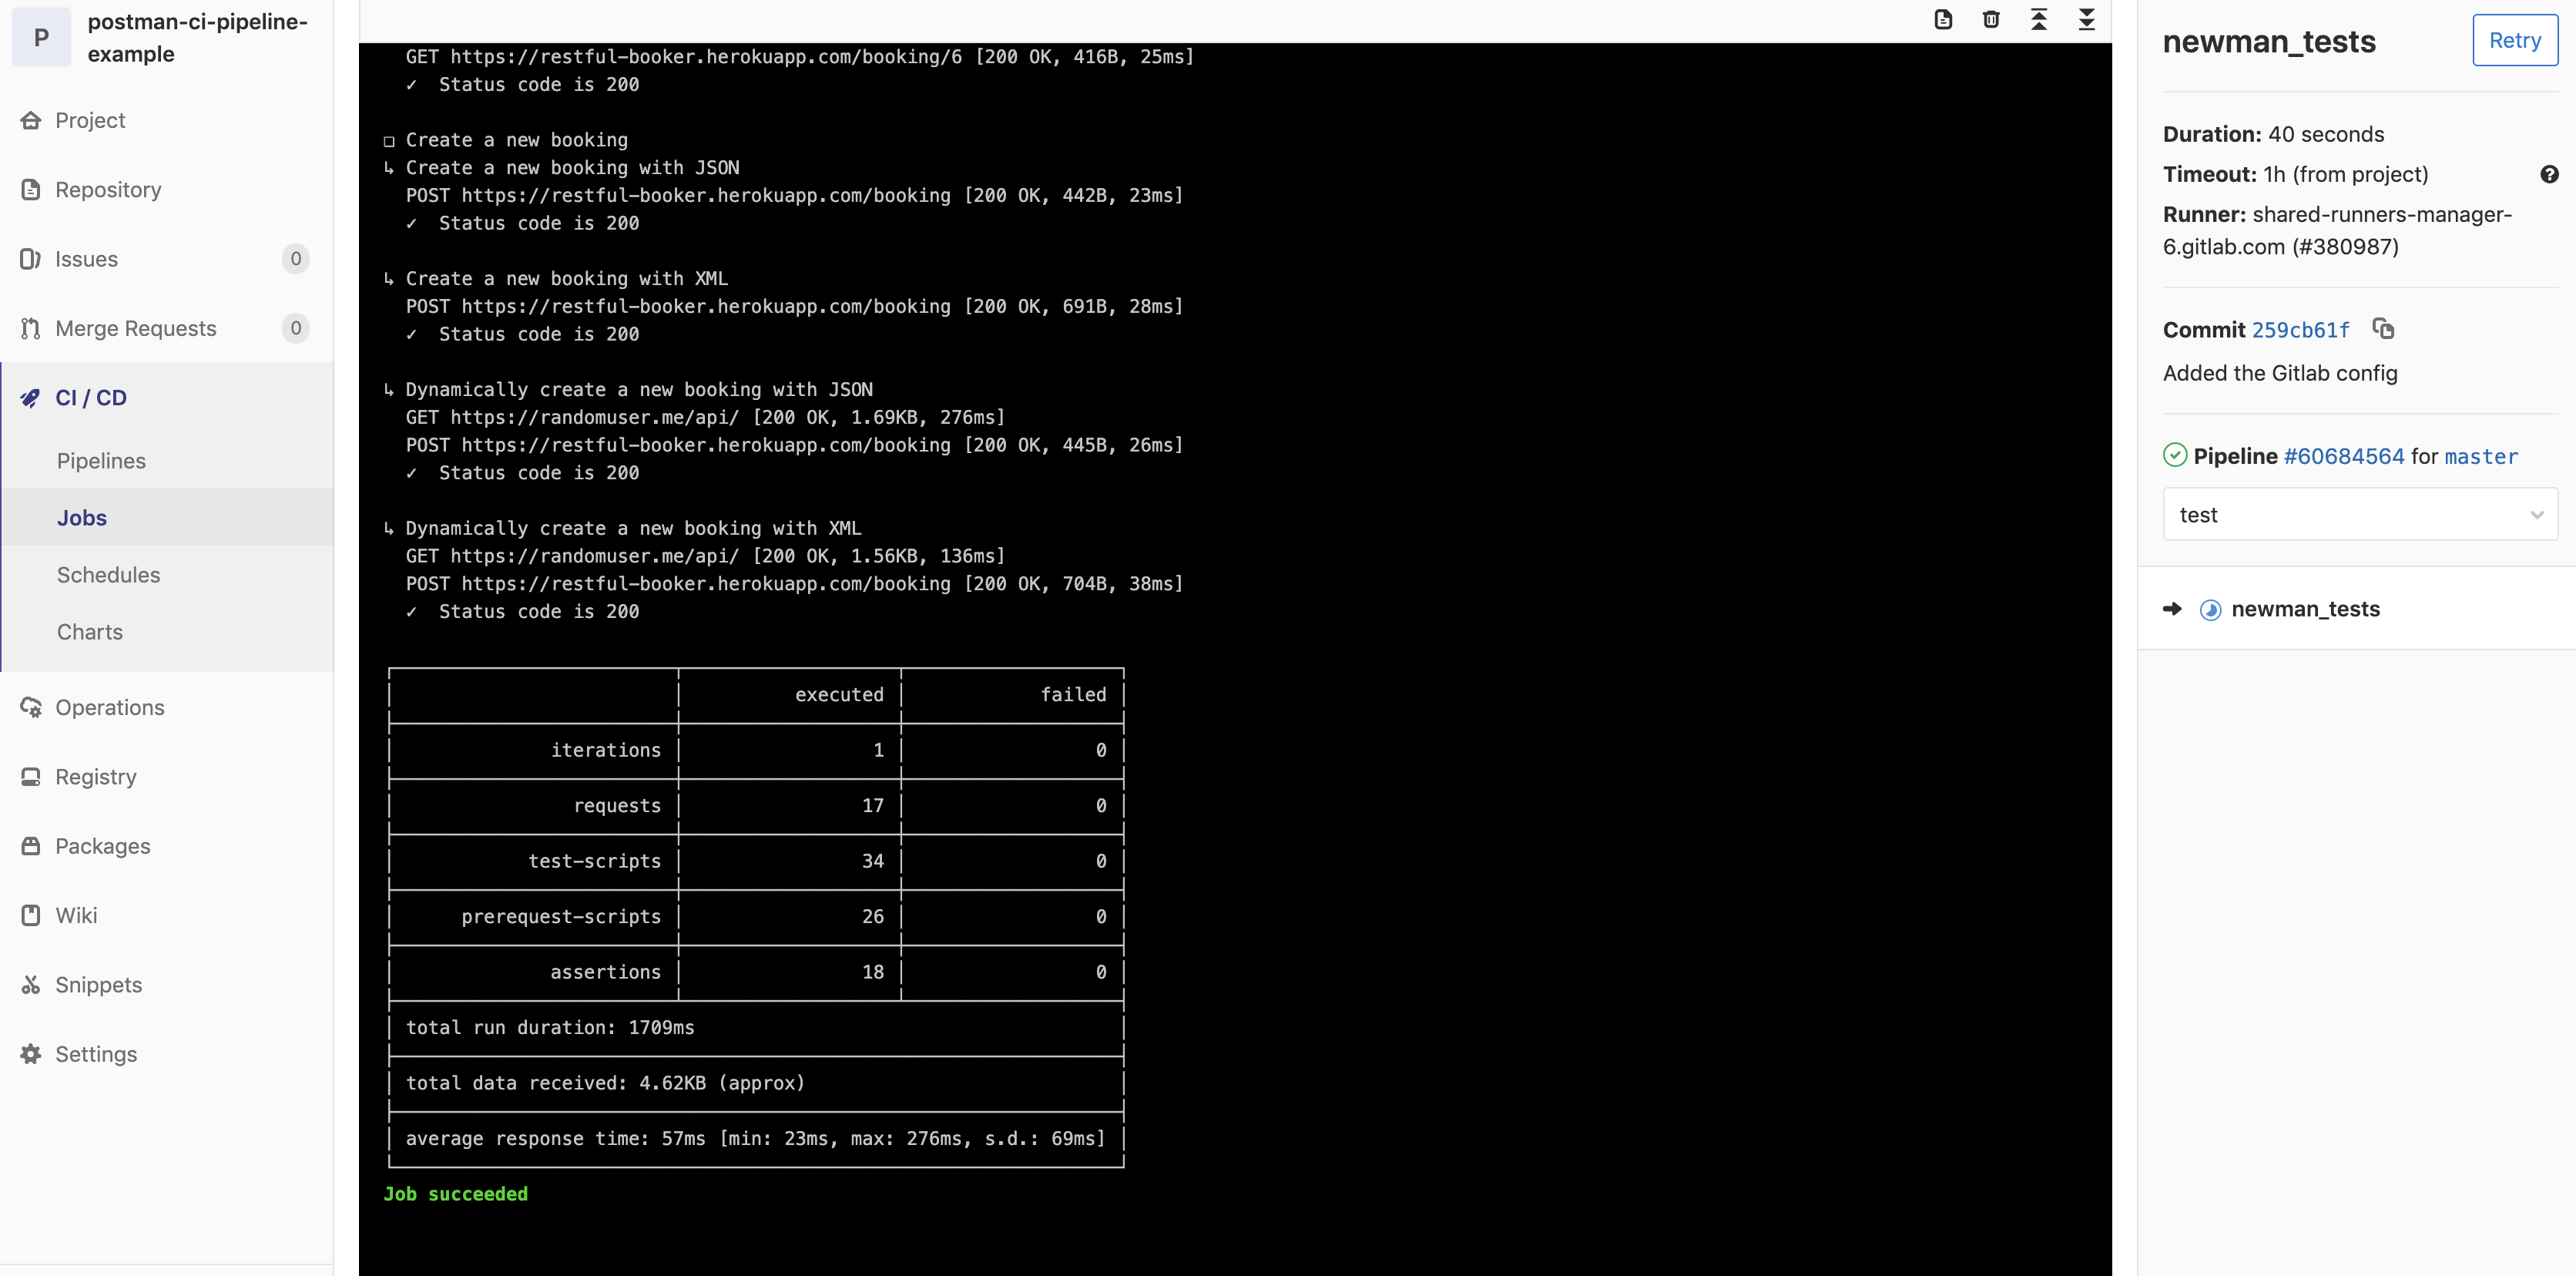 P
postman-ci-pipeline-
example
Project
Repository
Issues 0
Merge Requests 0
CI / CD
Pipelines
Jobs
Schedules
Charts
Operations
Registry
Packages
Wiki
Snippets
Settings
GET https://restful-booker.herokuapp.com/booking/6 [200 OK, 416B, 25ms]
✓ Status code is 200
❏ Create a new booking
↳ Create a new booking with JSON
POST https://restful-booker.herokuapp.com/booking [200 OK, 442B, 23ms]
✓ Status code is 200
↳ Create a new booking with XML
POST https://restful-booker.herokuapp.com/booking [200 OK, 691B, 28ms]
✓ Status code is 200
↳ Dynamically create a new booking with JSON
GET https://randomuser.me/api/ [200 OK, 1.69KB, 276ms]
POST https://restful-booker.herokuapp.com/booking [200 OK, 445B, 26ms]
✓ Status code is 200
↳ Dynamically create a new booking with XML
GET https://randomuser.me/api/ [200 OK, 1.56KB, 136ms]
POST https://restful-booker.herokuapp.com/booking [200 OK, 704B, 38ms]
✓ Status code is 200
executed failed
iterations 1 0
requests 17 0
test-scripts 34 0
prerequest-scripts 26 0
assertions 18 0
total run duration: 1709ms
total data received: 4.62KB (approx)
average response time: 57ms [min: 23ms, max: 276ms, s.d.: 69ms]
Job succeeded
newman_tests
Retry
Duration: 40 seconds
Timeout: 1h (from project) ?
Runner: shared-runners-manager-
6.gitlab.com (#380987)
Commit 259cb61f
Added the Gitlab config
Pipeline #60684564 for master
test
newman_tests